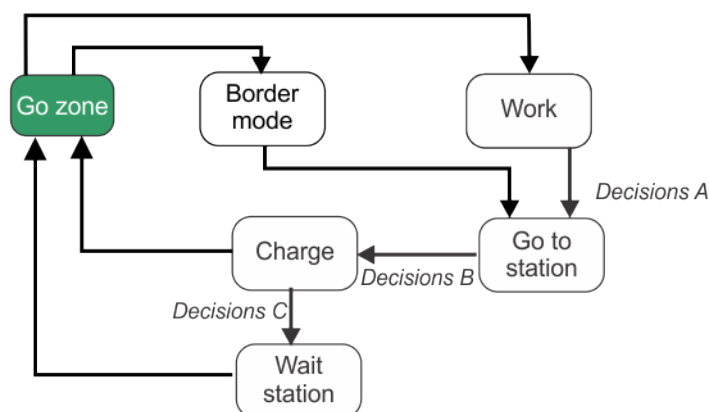 Go zone
Border
mode
Work
Decisions A
Charge
Go to
station
Decisions B
Decisions C
Wait
station